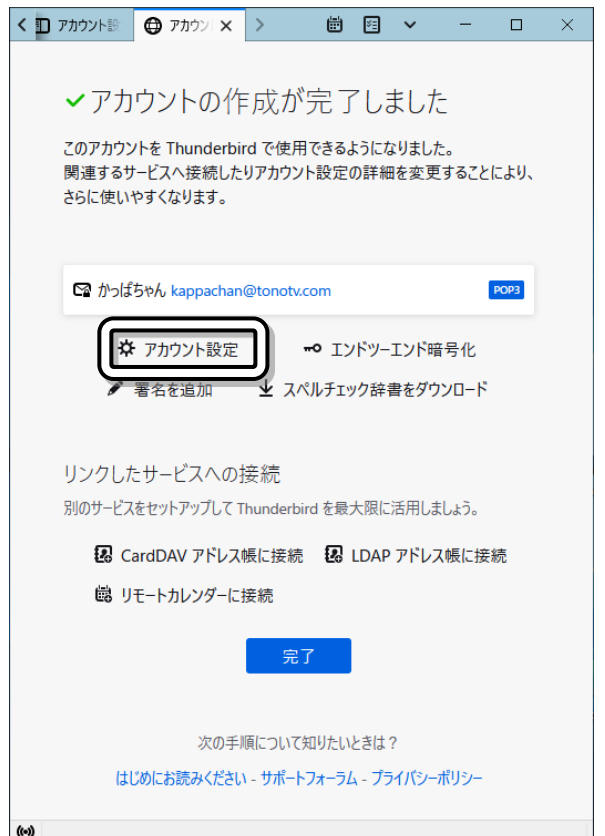 アカウント設
アカウン
アカウントの作成が完了しました
このアカウントを Thunderbird で使用できるようになりました。
関連するサービスへ接続したりアカウント設定の詳細を変更することにより、
さらに使いやすくなります。
かっぱちゃん kappachan@tonotv.com POP3
アカウント設定 エンドツーエンド暗号化
署名を追加 スペルチェック辞書をダウンロード
リンクしたサービスへの接続
別のサービスをセットアップして Thunderbird を最大限に活用しましょう。
CardDAV アドレス帳に接続 LDAP アドレス帳に接続
リモートカレンダーに接続
完了
次の手順について知りたいときは？
はじめにお読みください - サポートフォーラム - プライバシーポリシー